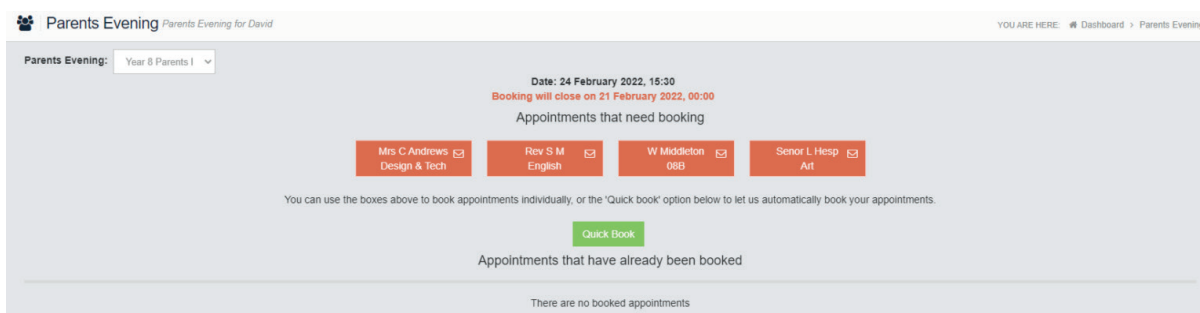 Parents Evening Parents Evening for David
YOU ARE HERE: Dashboard > Parents Evening
Parents Evening: Year 8 Parents
Date: 24 February 2022, 15:30
Booking will close on 21 February 2022, 00:00
Appointments that need booking
Mrs C Andrews
Design & Tech
Rev S M
English
W Middleton
08B
Senor L Hesp
Art
You can use the boxes above to book appointments individually, or the 'Quick book' option below to let us automatically book your appointments.
Quick Book
Appointments that have already been booked
There are no booked appointments